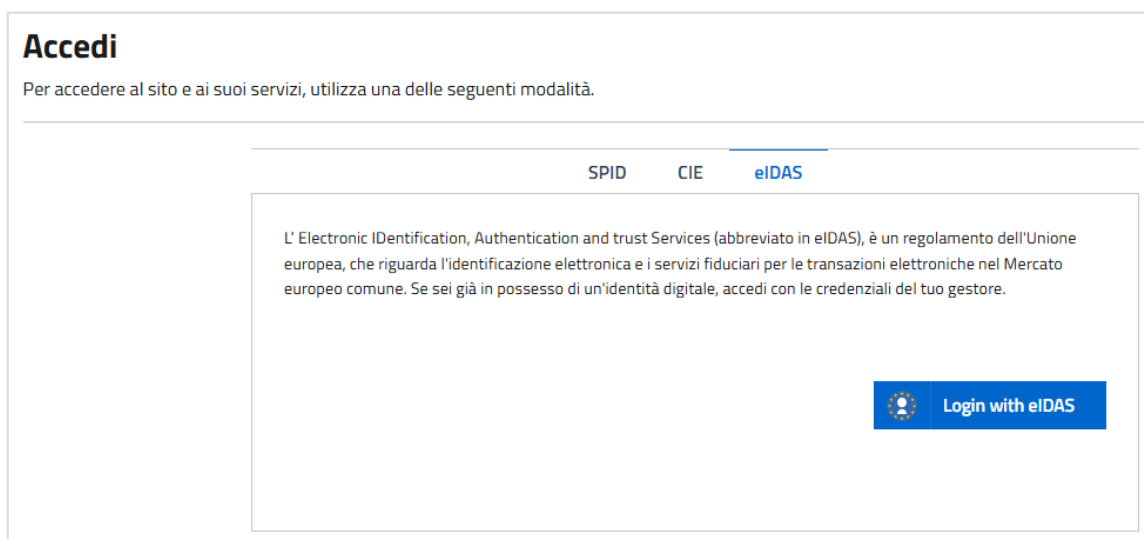 Accedi
Per accedere al sito e ai suoi servizi, utilizza una delle seguenti modalità.
SPID CIE eIDAS
L' Electronic IDentification, Authentication and trust Services (abbreviato in eIDAS), è un regolamento dell'Unione
europea, che riguarda l'identificazione elettronica e i servizi fiduciari per le transazioni elettroniche nel Mercato
europeo comune. Se sei già in possesso di un'identità digitale, accedi con le credenziali del tuo gestore.
Login with eIDAS